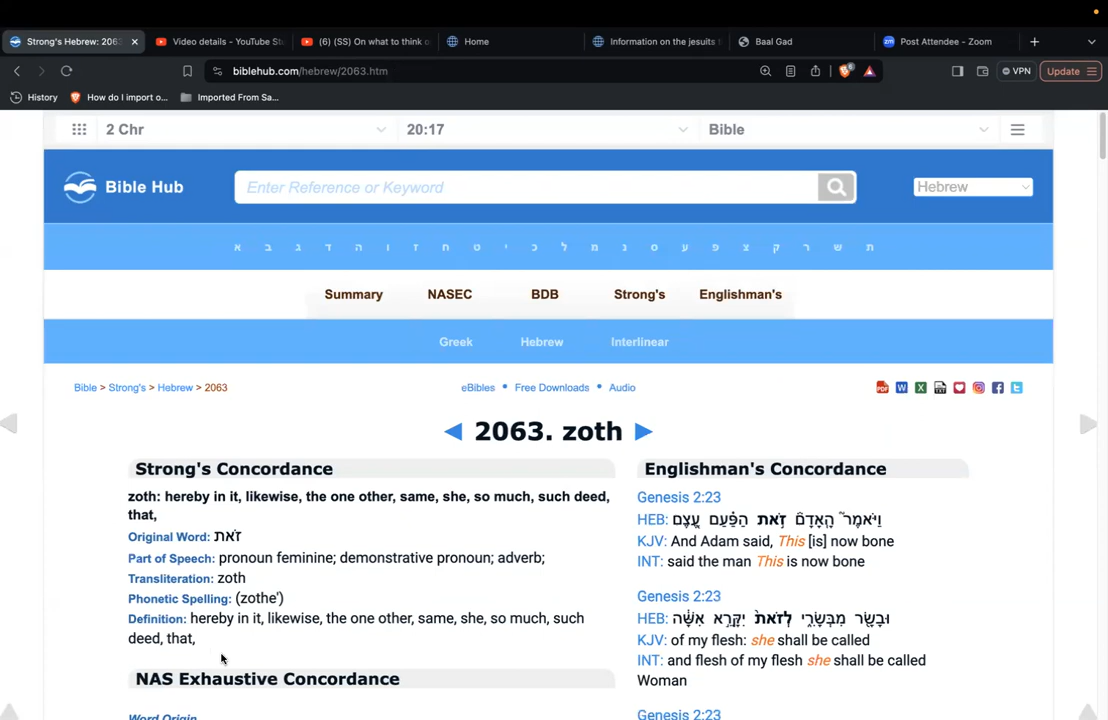 Strong's Hebrew: 206
Video details - YouTube St
(6) (SS) On what to think o
Home
Information on the jesuits
Baal Gad
zm Post Attendee - Zoom
biblehub.com/hebrew/2063.htm
VPN
Update
History
How do I import o...
Imported From Sa...
2 Chr
20:17
Bible
Bible Hub
Enter Reference or Keyword
Hebrew
א ב ג ד ה ו ז ח ט י כ ל מ נ ס ע פ צ ק ר ש ת
Summary
NASEC
BDB
Strong's
Englishman's
Greek
Hebrew
Interlinear
Bible > Strong's > Hebrew > 2063
eBibles • Free Downloads • Audio
◄ 2063. zoth ►
Strong's Concordance
zoth: hereby in it, likewise, the one other, same, she, so much, such deed,
that,
Original Word: זֹאת
Part of Speech: pronoun feminine; demonstrative pronoun; adverb;
Transliteration: zoth
Phonetic Spelling: (zothe')
Definition: hereby in it, likewise, the one other, same, she, so much, such
deed, that,
NAS Exhaustive Concordance
Word Origin
Englishman's Concordance
Genesis 2:23
HEB: וַיֹּאמֶר֮ הָֽאָדָם֒ זֹ֣את הַפַּ֗עַם עֶ֚צֶם
KJV: And Adam said, This [is] now bone
INT: said the man This is now bone
Genesis 2:23
HEB: וּבָשָׂ֖ר מִבְּשָׂרִ֑י לְזֹאת֙ יִקָּרֵ֣א אִשָּׁ֔ה
KJV: of my flesh: she shall be called
INT: and flesh of my flesh she shall be called
Woman
Genesis 2:23